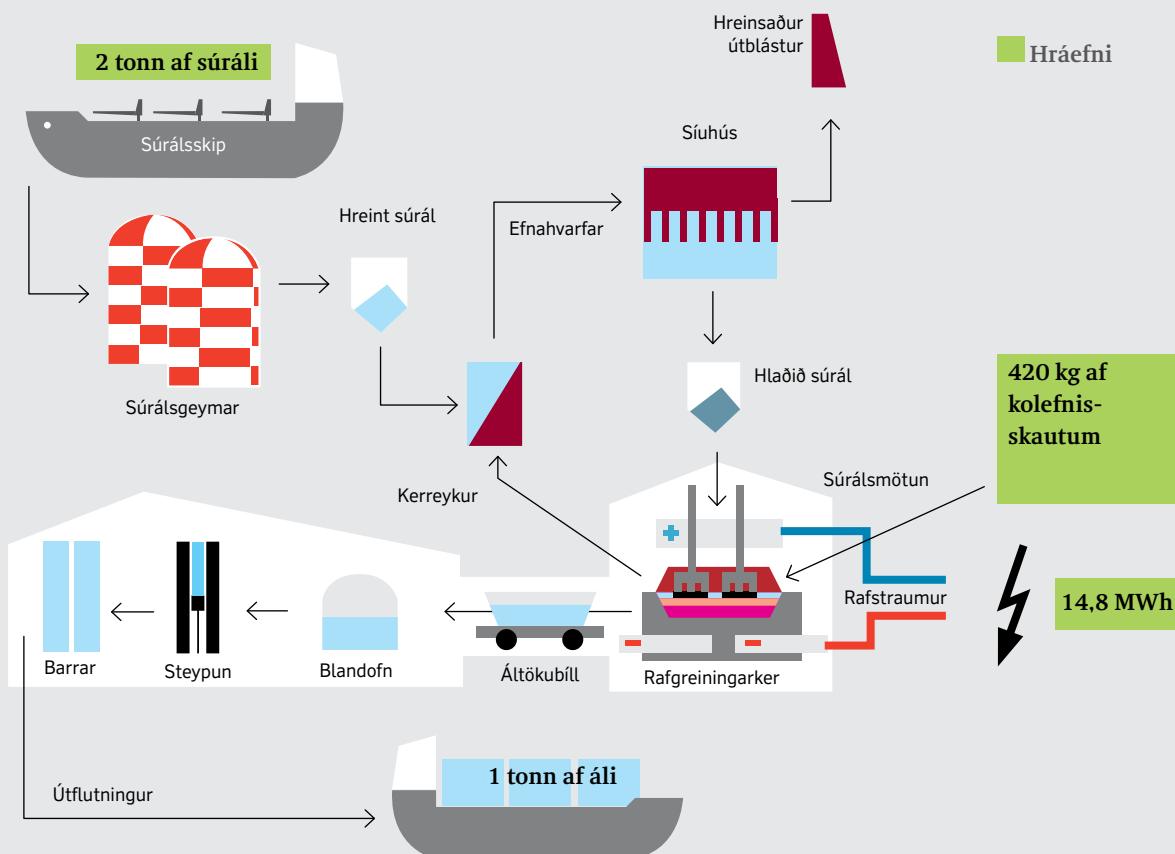 2 tonn af súráli
Súrálsskip
Hreinsaður
útblástur
Hráefni
Síuhús
Hreint súrál
Efnahvarfar
Súrálsgeymar
Hlaðið súrál
420 kg af
kolefnis-
skautum
Súrálsmötun
Kerreykur
Rafstraumur
14,8 MWh
Barrar
Steypun
Blandofn
Áltökubíll
Rafgreiningarker
Útflutningur
1 tonn af áli